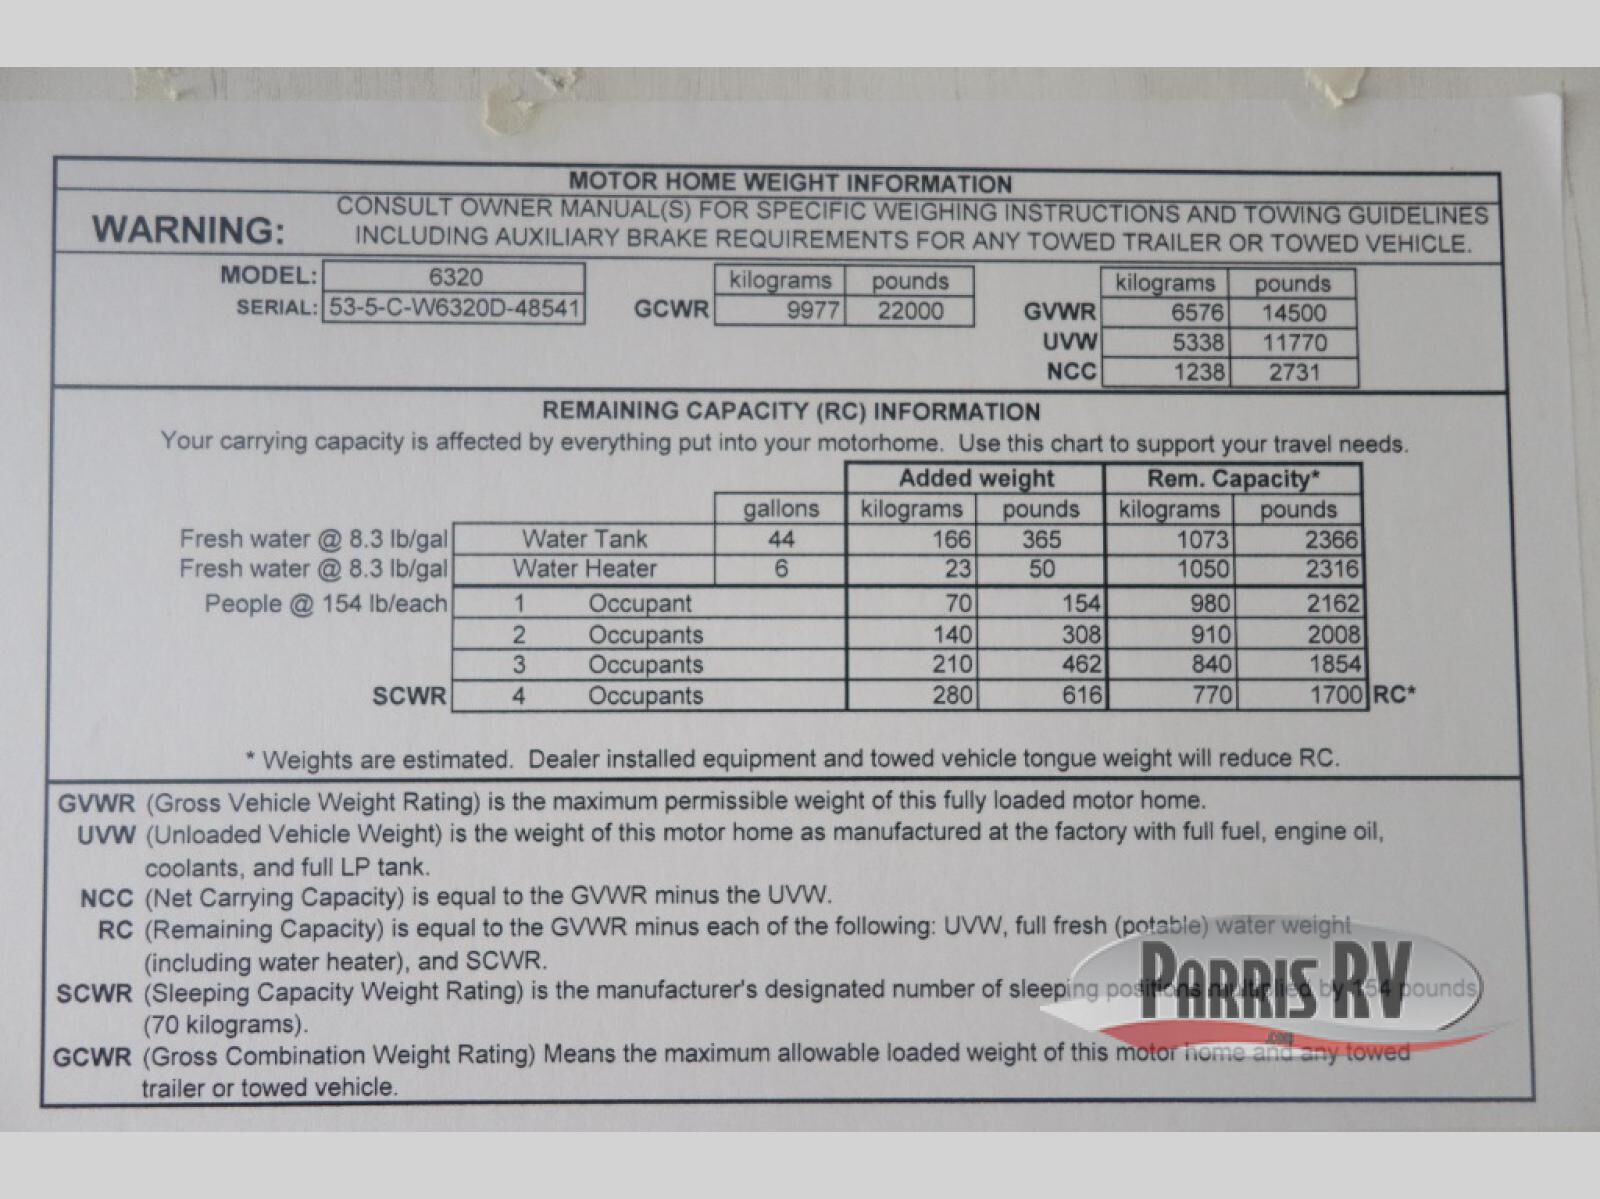 MOTOR HOME WEIGHT INFORMATION
WARNING: CONSULT OWNER MANUAL(S) FOR SPECIFIC WEIGHING INSTRUCTIONS AND TOWING GUIDELINES
INCLUDING AUXILIARY BRAKE REQUIREMENTS FOR ANY TOWED TRAILER OR TOWED VEHICLE.
MODEL: 6320
SERIAL: 53-5-C-W6320D-48541
kilograms pounds
GCWR 9977 22000
kilograms pounds
GVWR 6576 14500
UVW 5338 11770
NCC 1238 2731
REMAINING CAPACITY (RC) INFORMATION
Your carrying capacity is affected by everything put into your motorhome. Use this chart to support your travel needs.
Added weight Rem. Capacity*
gallons kilograms pounds kilograms pounds
Fresh water @ 8.3 lb/gal Water Tank 44 166 365 1073 2366
Fresh water @ 8.3 lb/gal Water Heater 6 23 50 1050 2316
People @ 154 lb/each 1 Occupant 70 154 980 2162
2 Occupants 140 308 910 2008
3 Occupants 210 462 840 1854
SCWR 4 Occupants 280 616 770 1700 RC*
* Weights are estimated. Dealer installed equipment and towed vehicle tongue weight will reduce RC.
GVWR (Gross Vehicle Weight Rating) is the maximum permissible weight of this fully loaded motor home.
UVW (Unloaded Vehicle Weight) is the weight of this motor home as manufactured at the factory with full fuel, engine oil,
coolants, and full LP tank.
NCC (Net Carrying Capacity) is equal to the GVWR minus the UVW.
RC (Remaining Capacity) is equal to the GVWR minus each of the following: UVW, full fresh (potable) water weight
(including water heater), and SCWR.
SCWR (Sleeping Capacity Weight Rating) is the manufacturer's designated number of sleeping positions multiplied by 154 pounds
(70 kilograms).
GCWR (Gross Combination Weight Rating) Means the maximum allowable loaded weight of this motor home and any towed
trailer or towed vehicle.
PARRIS RV
.com